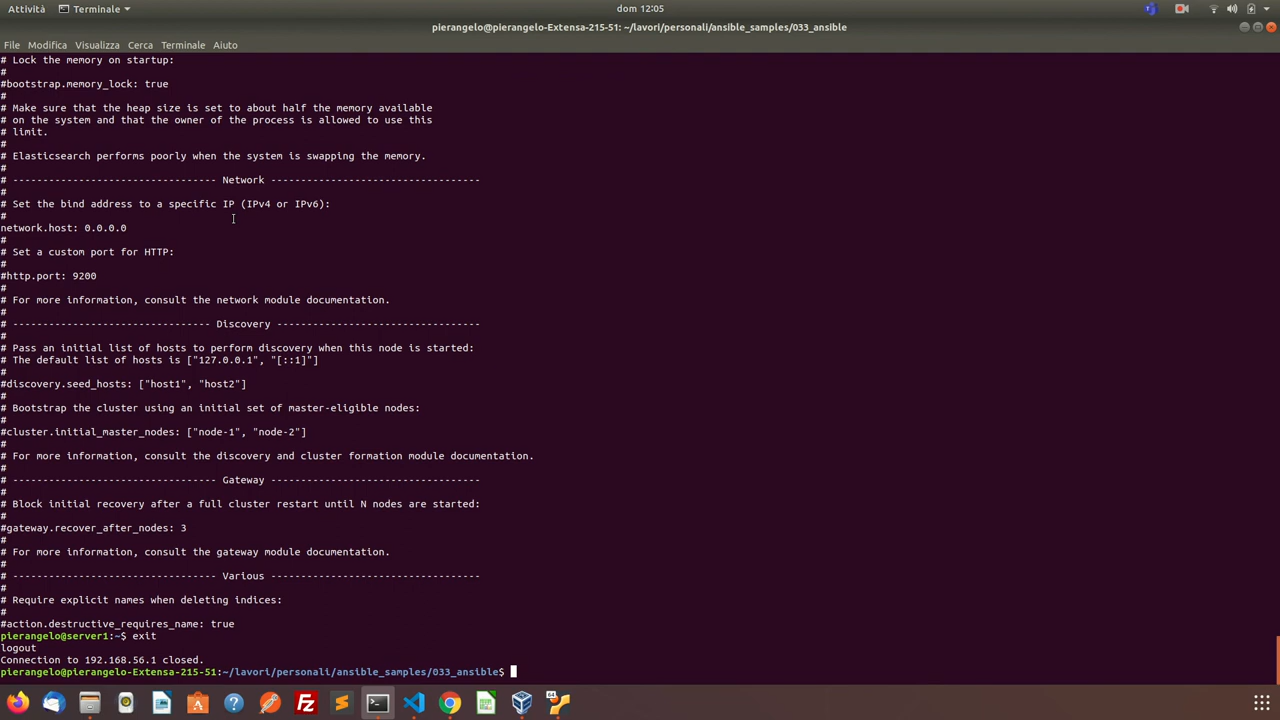 Attività
Terminale
dom 12:05
pierangelo@pierangelo-Extensa-215-51: ~/lavori/personali/ansible_samples/033_ansible
File Modifica Visualizza Cerca Terminale Aiuto
# Lock the memory on startup:
#
#bootstrap.memory_lock: true
#
# Make sure that the heap size is set to about half the memory available
# on the system and that the owner of the process is allowed to use this
# limit.
#
# Elasticsearch performs poorly when the system is swapping the memory.
#
# ---------------------------------- Network -----------------------------------
#
# Set the bind address to a specific IP (IPv4 or IPv6):
#
network.host: 0.0.0.0
#
# Set a custom port for HTTP:
#
#http.port: 9200
#
# For more information, consult the network module documentation.
#
# --------------------------------- Discovery ----------------------------------
#
# Pass an initial list of hosts to perform discovery when this node is started:
# The default list of hosts is ["127.0.0.1", "[::1]"]
#
#discovery.seed_hosts: ["host1", "host2"]
#
# Bootstrap the cluster using an initial set of master-eligible nodes:
#
#cluster.initial_master_nodes: ["node-1", "node-2"]
#
# For more information, consult the discovery and cluster formation module documentation.
#
# ---------------------------------- Gateway -----------------------------------
#
# Block initial recovery after a full cluster restart until N nodes are started:
#
#gateway.recover_after_nodes: 3
#
# For more information, consult the gateway module documentation.
#
# ---------------------------------- Various -----------------------------------
#
# Require explicit names when deleting indices:
#
#action.destructive_requires_name: true
pierangelo@server1:~$ exit
logout
Connection to 192.168.56.1 closed.
pierangelo@pierangelo-Extensa-215-51:~/lavori/personali/ansible_samples/033_ansible$